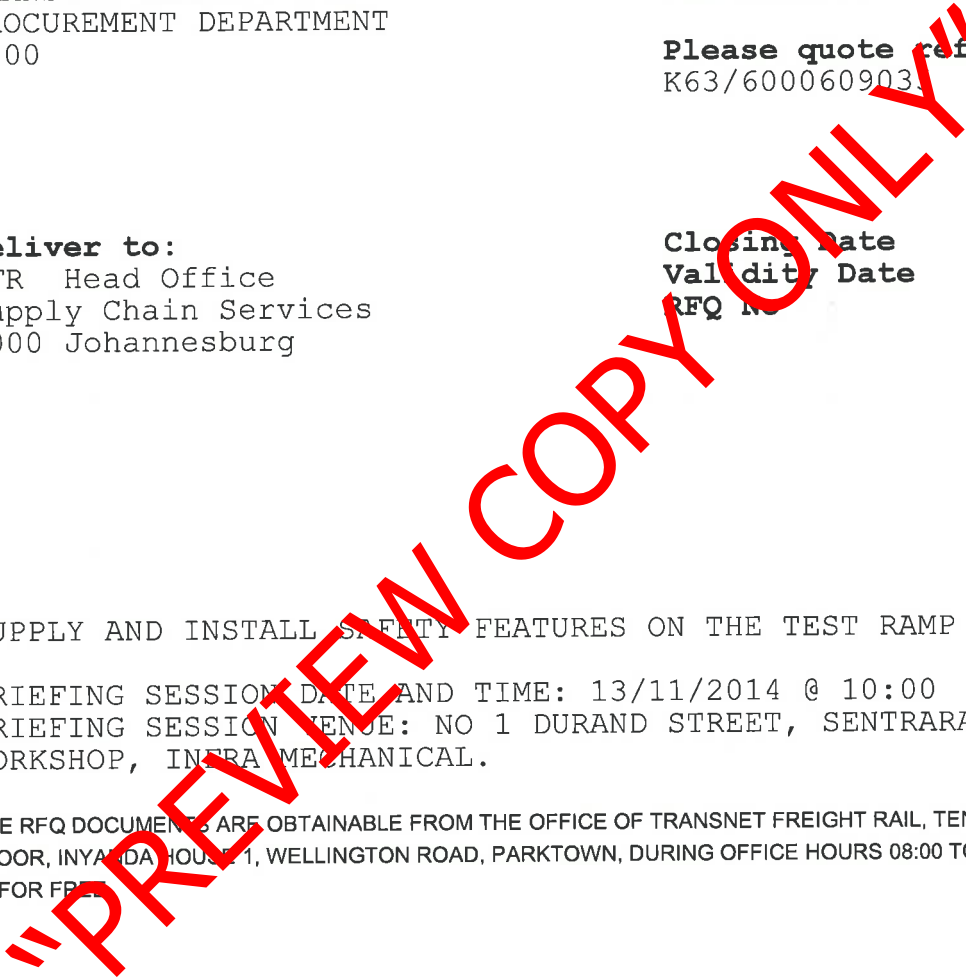 PROCUREMENT DEPARTMENT
00
Please quote ref
K63/600060903
eliver to:
TR Head Office
upply Chain Services
000 Johannesburg
Closing Date
Validity Date
RFQ No
UPPLY AND INSTALL SAFETY FEATURES ON THE TEST RAMP
RIEFING SESSION DATE AND TIME: 13/11/2014 @ 10:00
RIEFING SESSION VENUE: NO 1 DURAND STREET, SENTRARA
ORKSHOP, INFRA MECHANICAL.
E RFQ DOCUMENTS ARE OBTAINABLE FROM THE OFFICE OF TRANSNET FREIGHT RAIL, TEN
OOR, INYANDA HOUSE 1, WELLINGTON ROAD, PARKTOWN, DURING OFFICE HOURS 08:00 TO
FOR FREE
"PREVIEW COPY ONLY"